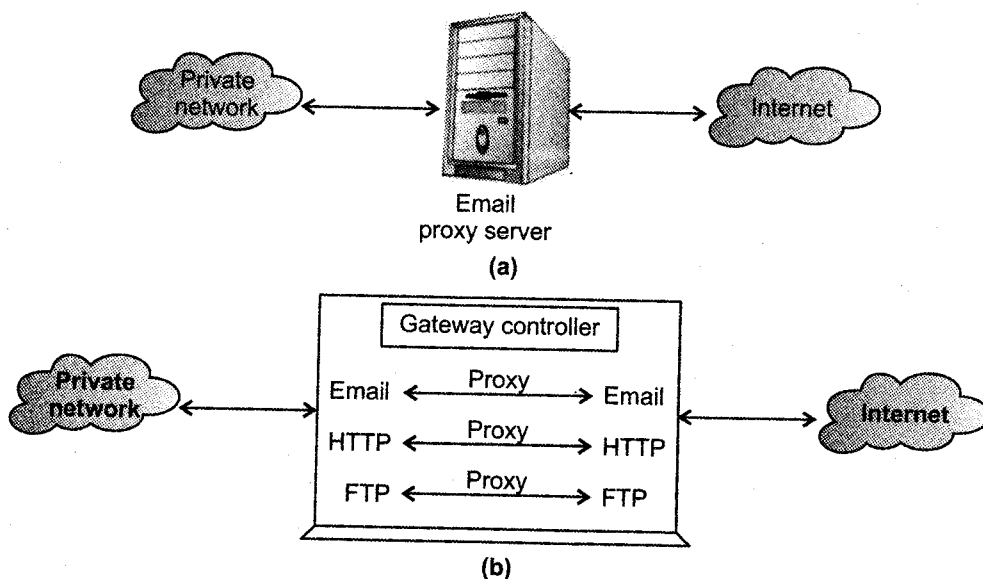 Private
network
Internet
Email
proxy server
(a)
Gateway controller
Private
network
Email
Proxy
Email
HTTP
Proxy
HTTP
FTP
Proxy
FTP
Internet
(b)